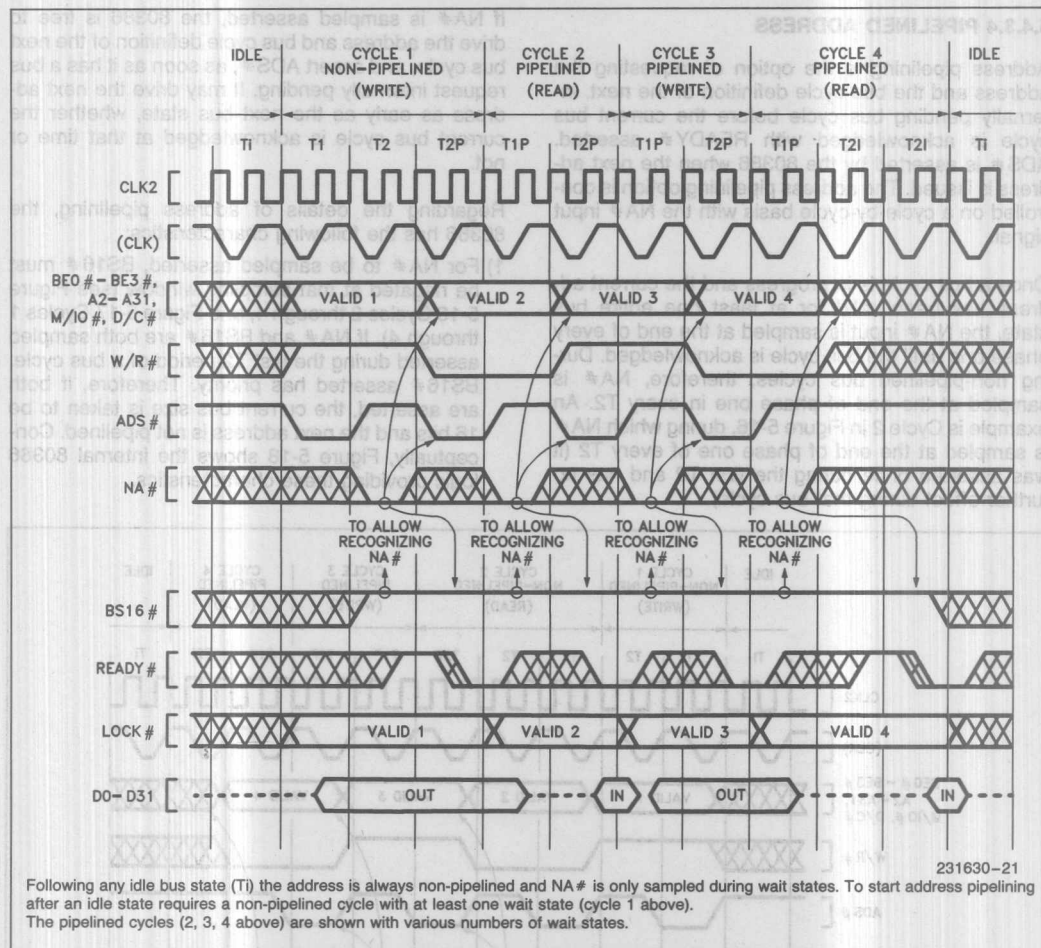 IDLE CYCLE 1 CYCLE 2 CYCLE 3 CYCLE 4 IDLE
NON-PIPELINED PIPELINED PIPELINED PIPELINED
(WRITE) (READ) (WRITE) (READ)
Ti T1 T2 T2P T1P T2P T1P T2P T1P T2I T2I Ti
CLK2
(CLK)
BE0#-BE3#,
A2-A31,
M/IO#, D/C#
VALID 1 VALID 2 VALID 3 VALID 4
W/R#
ADS#
NA#
TO ALLOW TO ALLOW TO ALLOW TO ALLOW
RECOGNIZING RECOGNIZING RECOGNIZING RECOGNIZING
NA# NA# NA# NA#
BS16#
READY#
LOCK# VALID 1 VALID 2 VALID 3 VALID 4
D0-D31 OUT IN OUT IN
231630-21
Following any idle bus state (Ti) the address is always non-pipelined and NA# is only sampled during wait states. To start address pipelining
after an idle state requires a non-pipelined cycle with at least one wait state (cycle 1 above).
The pipelined cycles (2, 3, 4 above) are shown with various numbers of wait states.